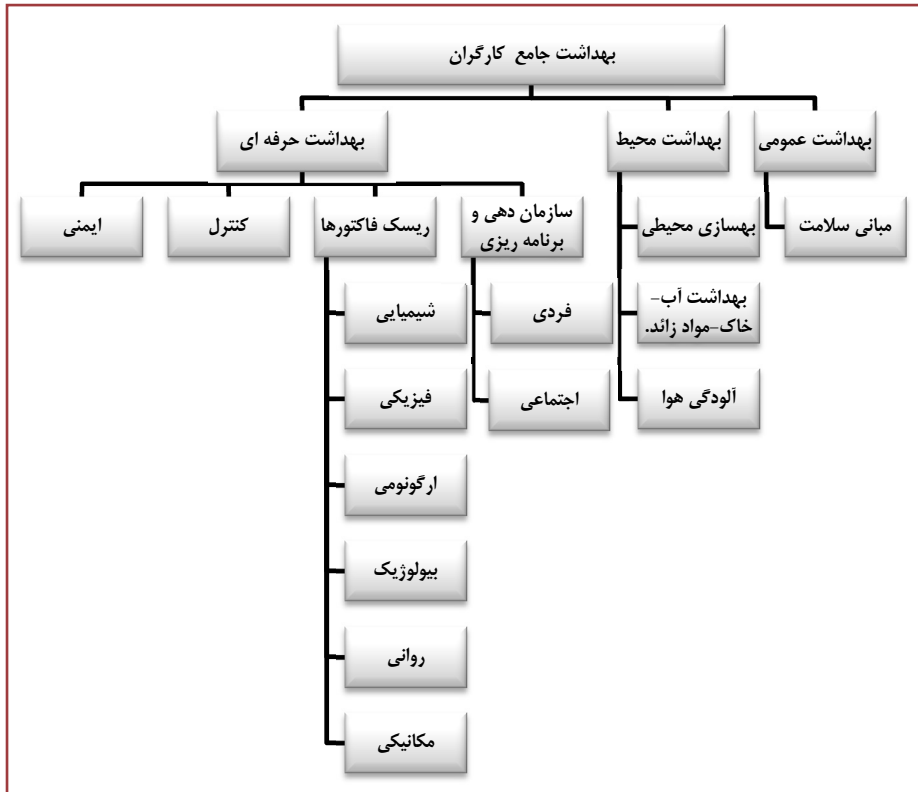 بهداشت جامع کارگران
بهداشت عمومی
بهداشت محیط
بهداشت حرفه ای
مبانی سلامت
بهسازی محیطی
بهداشت آب-
خاک-مواد زائد.
آلودگی هوا
سازمان دهی و
برنامه ریزی
فردی
اجتماعی
ریسک فاکتورها
شیمیایی
فیزیکی
ارگونومی
بیولوژیک
روانی
مکانیکی
کنترل
ایمنی